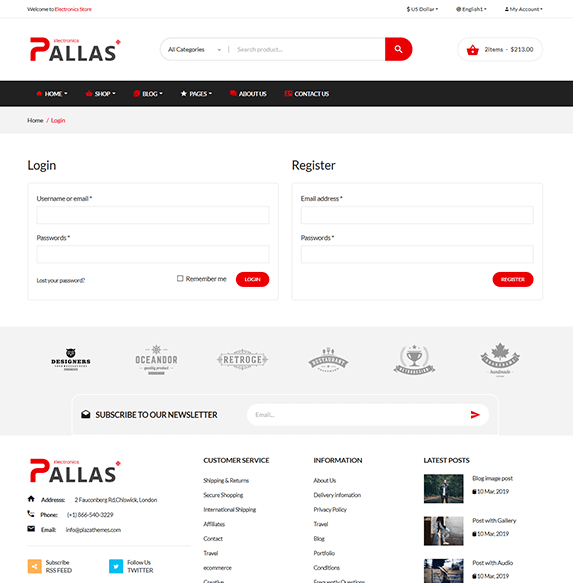 Welcome to Electronics Store
$ US Dollar
English1
My Account
electronics
PALLAS
All Categories
Search product...
2items - $213.00
HOME
SHOP
BLOG
PAGES
ABOUT US
CONTACT US
Home / Login
Login
Username or email *
Passwords *
Lost your password?
Remember me
LOGIN
Register
Email address *
Passwords *
REGISTER
DESIGNERS
OCEANDOR
RETROGE
RESTAURANT
handmade
SUBSCRIBE TO OUR NEWSLETTER
Email...
electronics
PALLAS
Address: 2 Fauconberg Rd,Chiswick, London
Phone: (+1) 866-540-3229
Email: info@plazathemes.com
Subscribe
RSS FEED
Follow Us
TWITTER
CUSTOMER SERVICE
Shipping & Returns
Secure Shopping
International Shipping
Affiliates
Contact
Travel
ecommerce
Creative
INFORMATION
About Us
Delivery infomation
Privacy Policy
Travel
Blog
Portfolio
Conditions
Frequently Questions
LATEST POSTS
Blog image post
10 Mar, 2019
Post with Gallery
10 Mar, 2019
Post with Audio
10 Mar, 2019